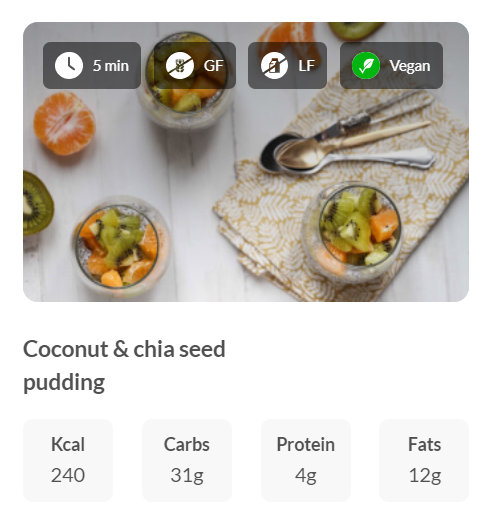 5 min GF LF Vegan
Coconut & chia seed
pudding
Kcal Carbs Protein Fats
240 31g 4g 12g